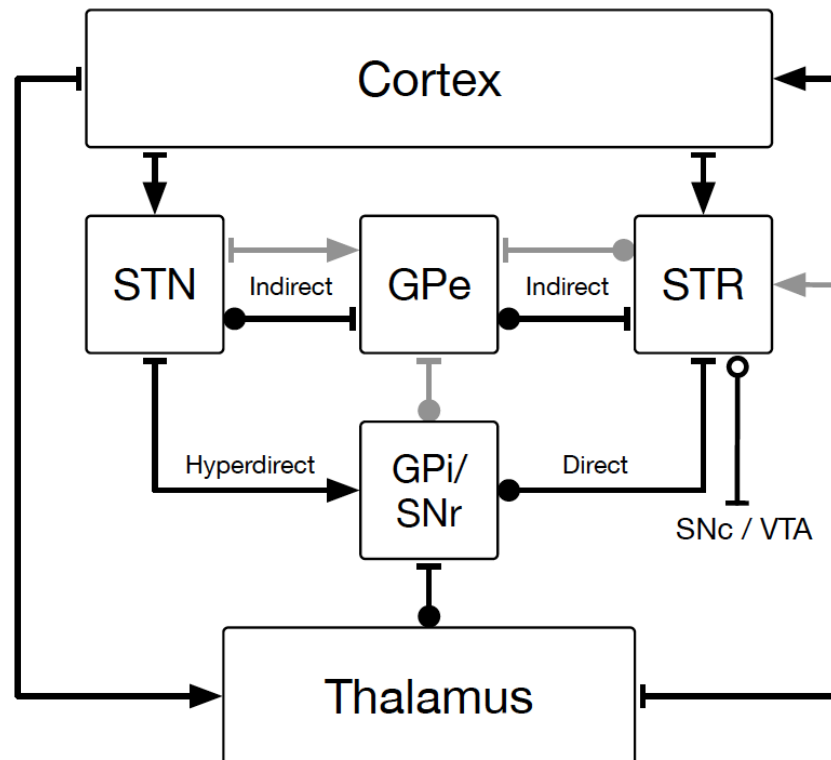 Cortex
STN
Indirect
GPe
Indirect
STR
Hyperdirect
GPi/
SNr
Direct
SNc / VTA
Thalamus